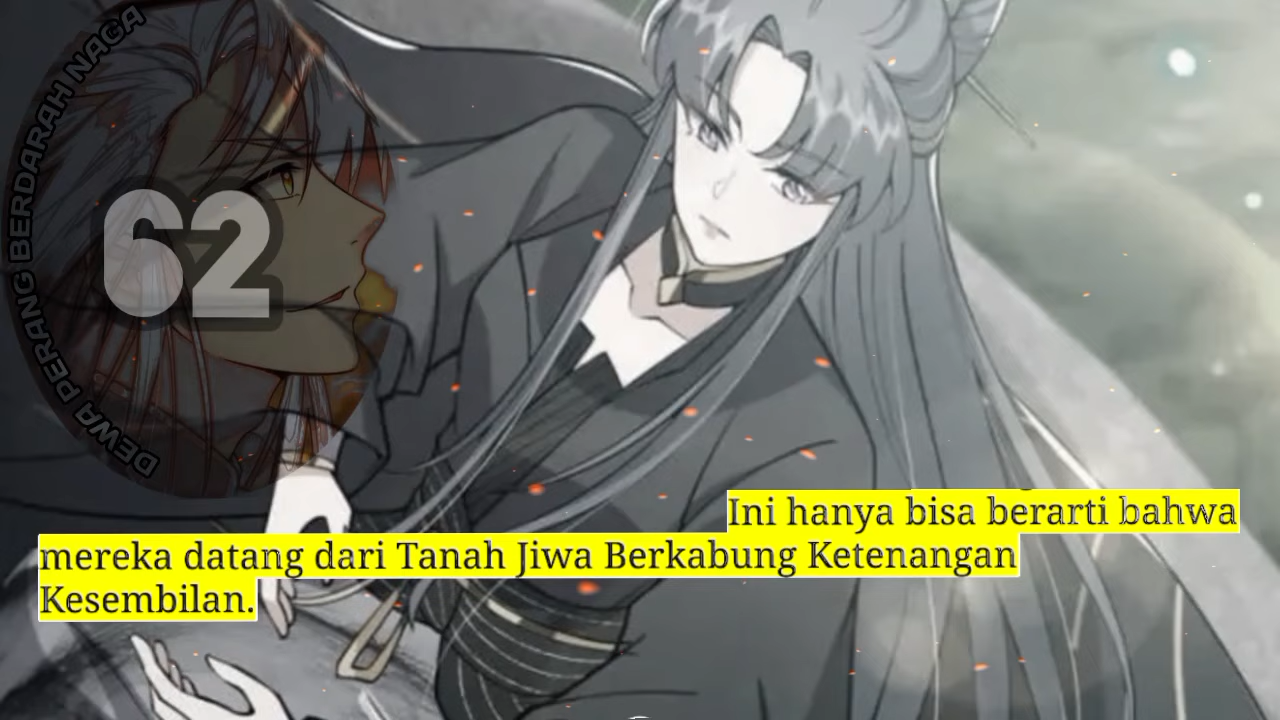 DEWA PERANG BERDARAH NAGA
62
Ini hanya bisa berarti bahwa
mereka datang dari Tanah Jiwa Berkabung Ketenangan
Kesembilan.